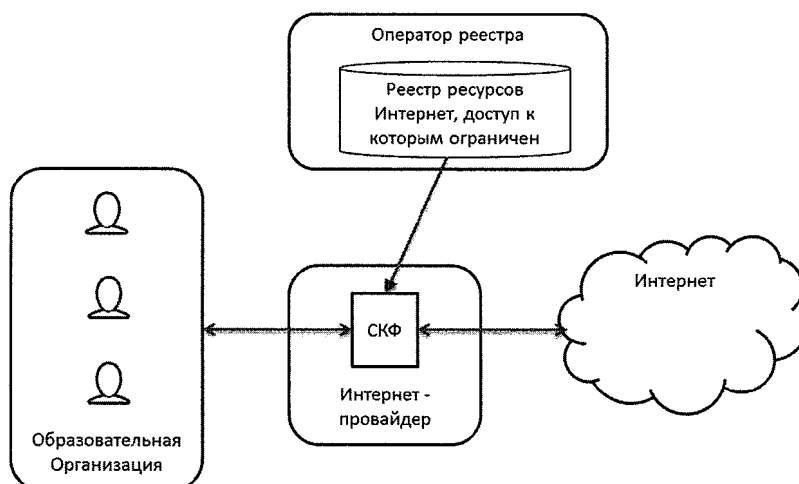 Оператор реестра
Реестр ресурсов
Интернет, доступ к
которым ограничен
Интернет
СКФ
Интернет -
провайдер
Образовательная
Организация